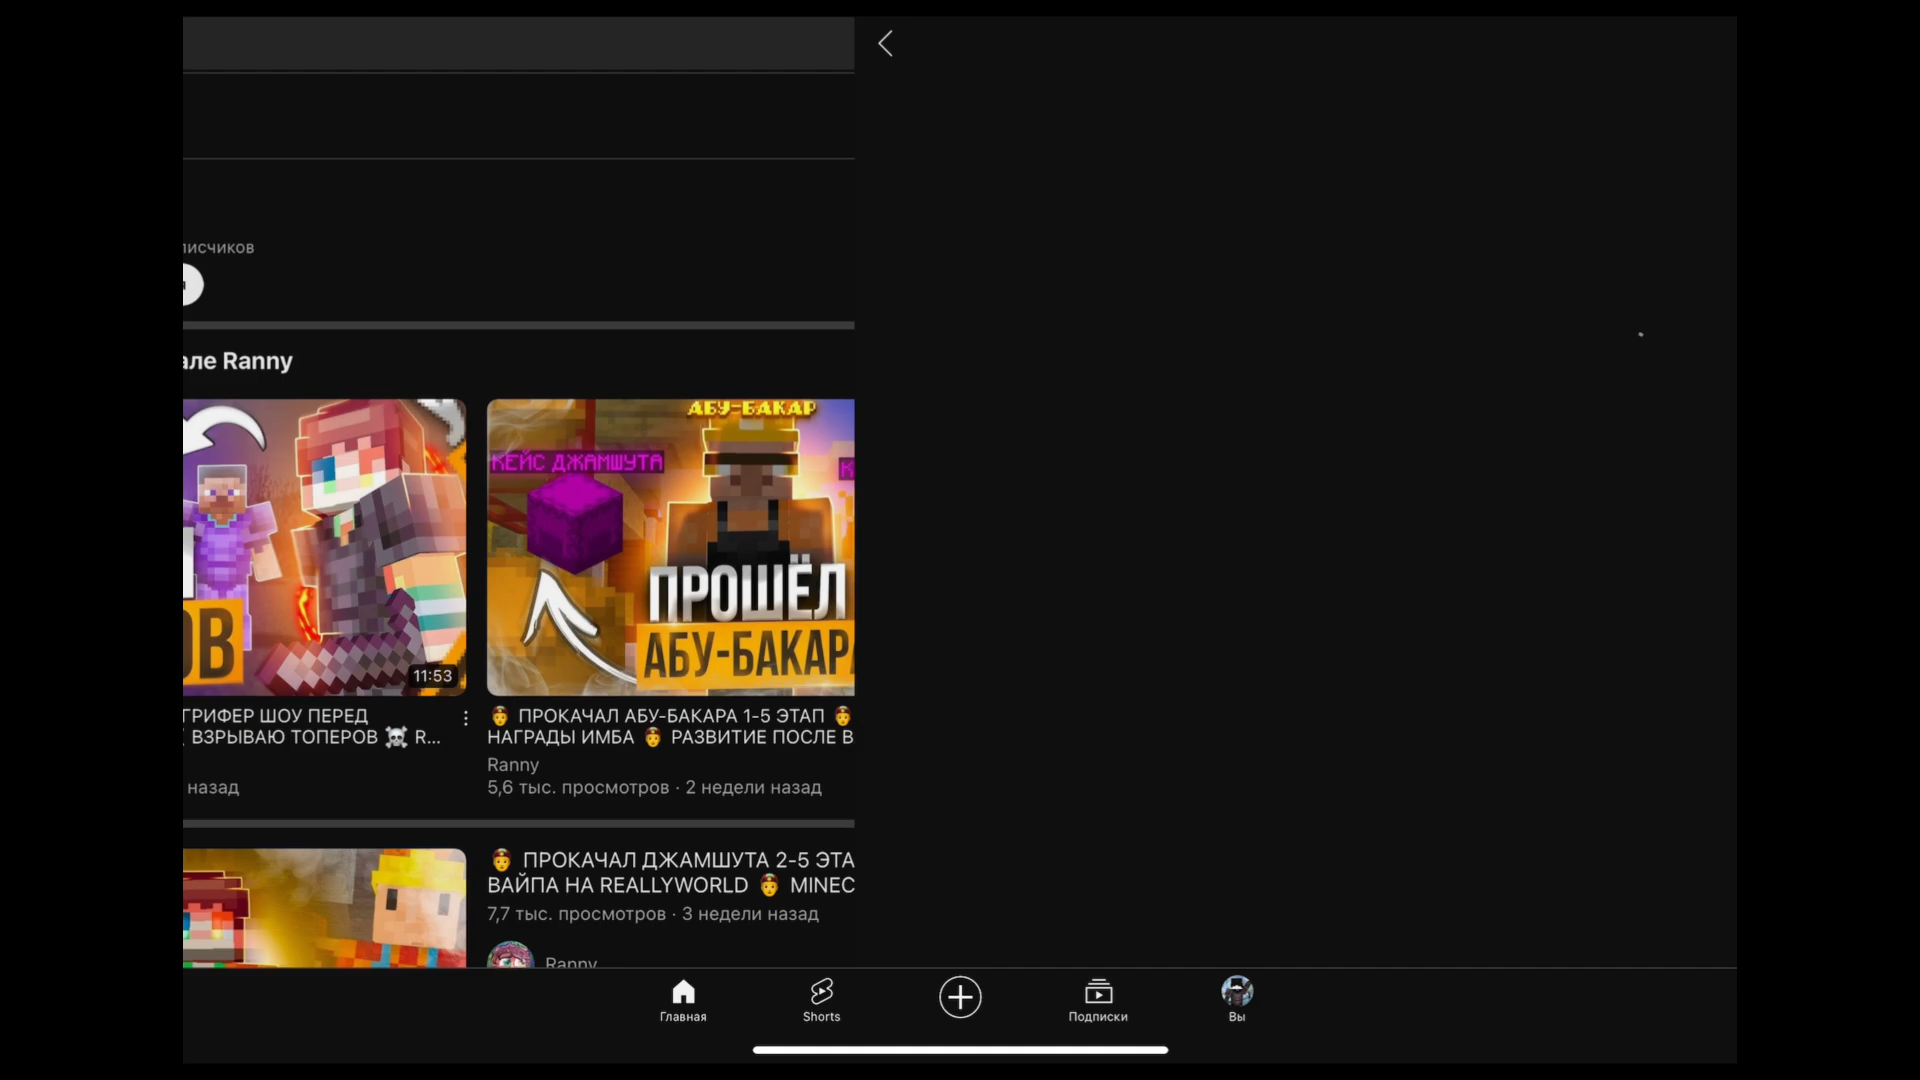 але Ranny
АБУ-БАКАР
КЕЙС ДЖАМШУТА
К
ПРОШЁЛ
АБУ-БАКАРА
ОВ
11:53
ГРИФЕР ШОУ ПЕРЕД
ВЗРЫВАЮ ТОПЕРОВ ☠️ R...
назад
👲 ПРОКАЧАЛ АБУ-БАКАРА 1-5 ЭТАП 👲
НАГРАДЫ ИМБА 👲 РАЗВИТИЕ ПОСЛЕ В
Ranny
5,6 тыс. просмотров · 2 недели назад
👲 ПРОКАЧАЛ ДЖАМШУТА 2-5 ЭТА
ВАЙПА НА REALLYWORLD 👲 MINEC
7,7 тыс. просмотров · 3 недели назад
Ranny
Главная
Shorts
Подписки
Вы